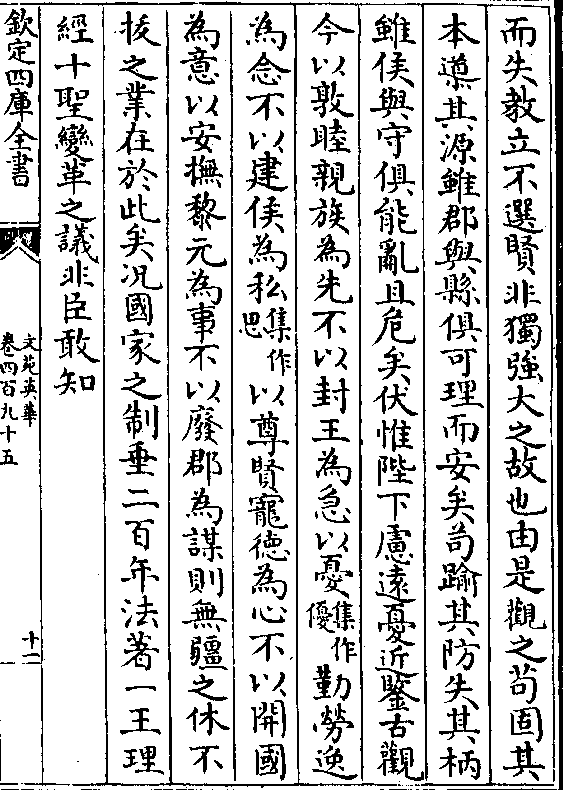 而失教立不選賢非獨強大之故也由是觀之苟固其
本導其源雖郡與縣俱可理而安矣苟踰其防失其柄
雖侯與守俱能亂且危矣伏惟陛下慮遠憂近鑒古觀
今以敦睦親族為先不以封王為急以憂集作優勤勞逸
為念不以建侯為私集作思以尊賢寵德為心不以開國
為意以安撫黎元為事不以廢郡為謀則無疆之休不
㧞之業在於此矣况國家之制垂二百年法著一王理
經十聖變革之議非臣敢知
欽定四庫全書
文苑英華
卷四百九十五
十二